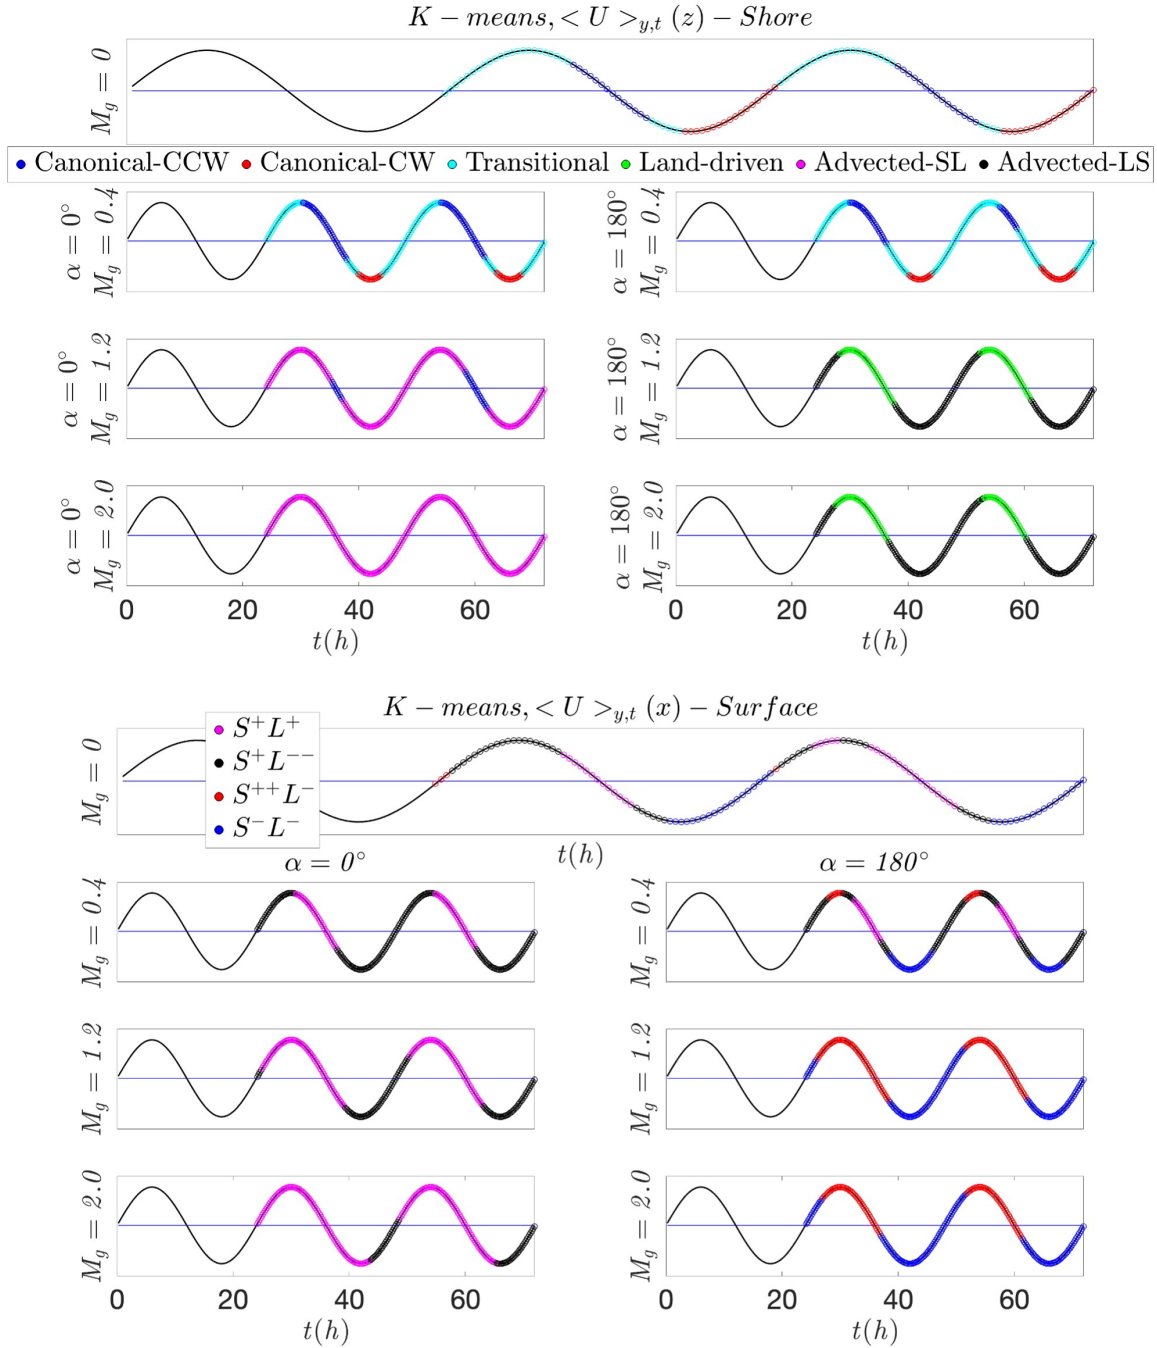 K − means, < U >y,t (z) − Shore
Mg = 0
Canonical-CCW Canonical-CW Transitional Land-driven Advected-SL Advected-LS
α = 0°
Mg = 0.4
α = 180°
Mg = 0.4
α = 0°
Mg = 1.2
α = 180°
Mg = 1.2
α = 0°
Mg = 2.0
α = 180°
Mg = 2.0
0 20 40 60
0 20 40 60
t(h)
t(h)
K − means, < U >y,t (x) − Surface
Mg = 0
S+L+
S+L−−
S++L-
S−L−
t(h)
α = 0°
α = 180°
Mg = 0.4
Mg = 0.4
Mg = 1.2
Mg = 1.2
Mg = 2.0
Mg = 2.0
0 20 40 60
0 20 40 60
t(h)
t(h)